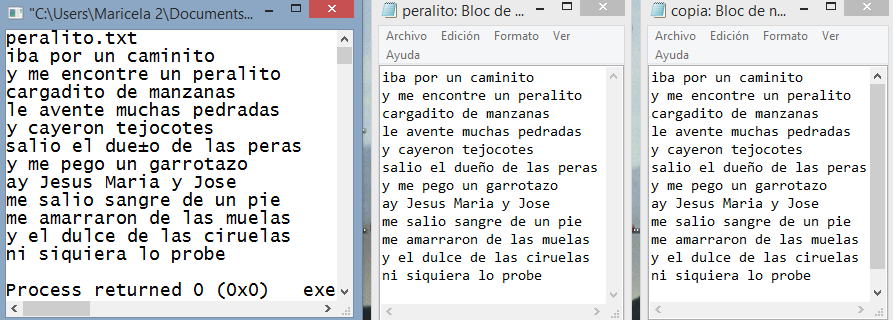 "C:\Users\Maricela 2\Documents...
peralito.txt
iba por un caminito
y me encontre un peralito
cargadito de manzanas
le avente muchas pedradas
y cayeron tejocotes
salio el due±o de las peras
y me pego un garrotazo
ay Jesus Maria y Jose
me salio sangre de un pie
me amarraron de las muelas
y el dulce de las ciruelas
ni siquiera lo probe
Process returned 0 (0x0) exe
peralito: Bloc de ...
Archivo Edición Formato Ver
Ayuda
iba por un caminito
y me encontre un peralito
cargadito de manzanas
le avente muchas pedradas
y cayeron tejocotes
salio el dueño de las peras
y me pego un garrotazo
ay Jesus Maria y Jose
me salio sangre de un pie
me amarraron de las muelas
y el dulce de las ciruelas
ni siquiera lo probe
copia: Bloc de n...
Archivo Edición Formato Ver
Ayuda
iba por un caminito
y me encontre un peralito
cargadito de manzanas
le avente muchas pedradas
y cayeron tejocotes
salio el dueño de las peras
y me pego un garrotazo
ay Jesus Maria y Jose
me salio sangre de un pie
me amarraron de las muelas
y el dulce de las ciruelas
ni siquiera lo probe